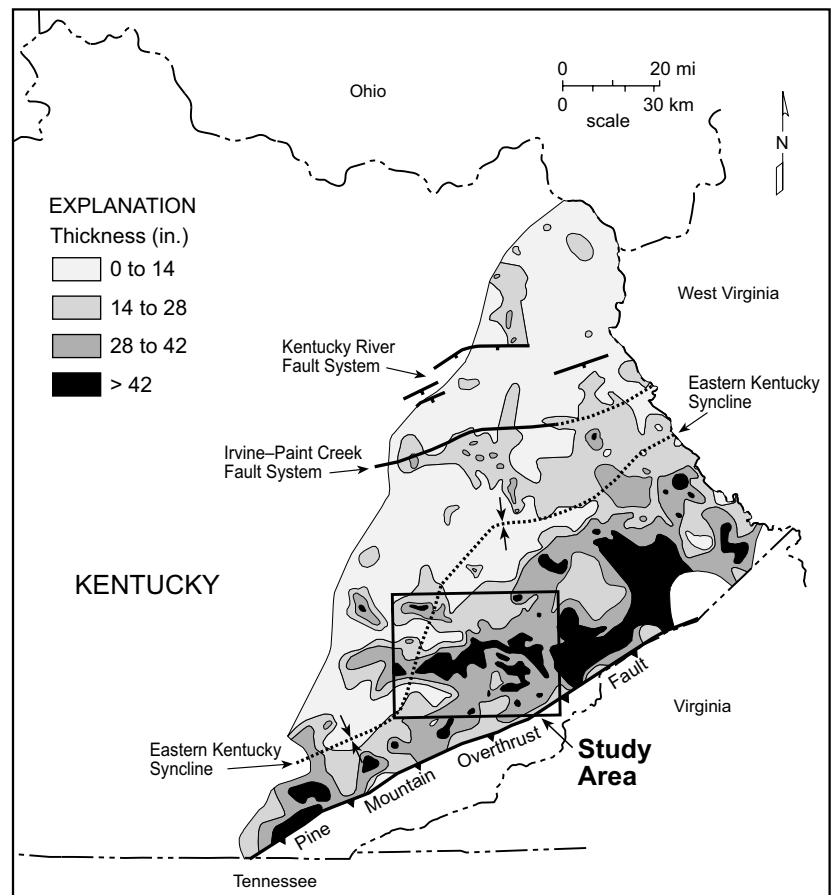 0 20 mi
0 30 km
scale
Ohio
N
EXPLANATION
Thickness (in.)
0 to 14
14 to 28
28 to 42
> 42
West Virginia
Kentucky River
Fault System
Eastern Kentucky
Syncline
Irvine–Paint Creek
Fault System
KENTUCKY
Virginia
Eastern Kentucky
Syncline
Study
Area
Pine Mountain Overthrust Fault
Tennessee